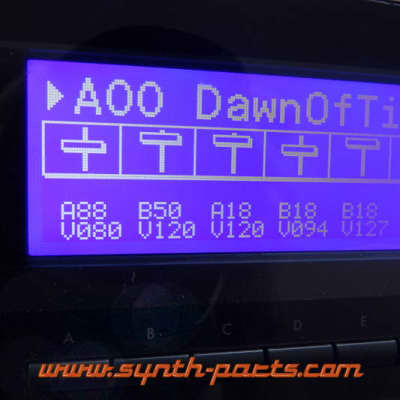 A00 DawnOfTi
A88 B50 A18 B18 B18
V080 V120 V120 V094 V127
A B C D E
www.synth-parts.com